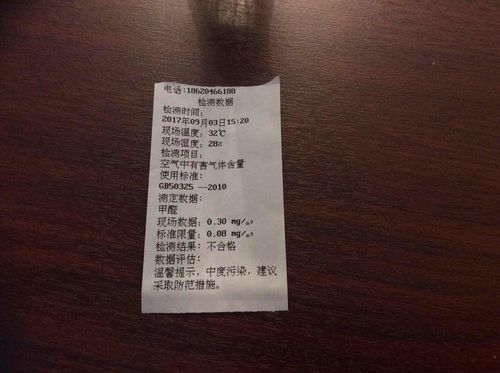 电话:18620466188
检测数据
检测时间:
2017年09月03日15:20
现场温度: 32℃
现场湿度: 28%
检测项目:
空气中有害气体含量
使用标准:
GB50325 --2010
测定数据:
甲醛
现场数据: 0.30 mg/m³
标准限量: 0.08 mg/m³
检测结果: 不合格
数据评估:
温馨提示, 中度污染, 建议
采取防范措施。